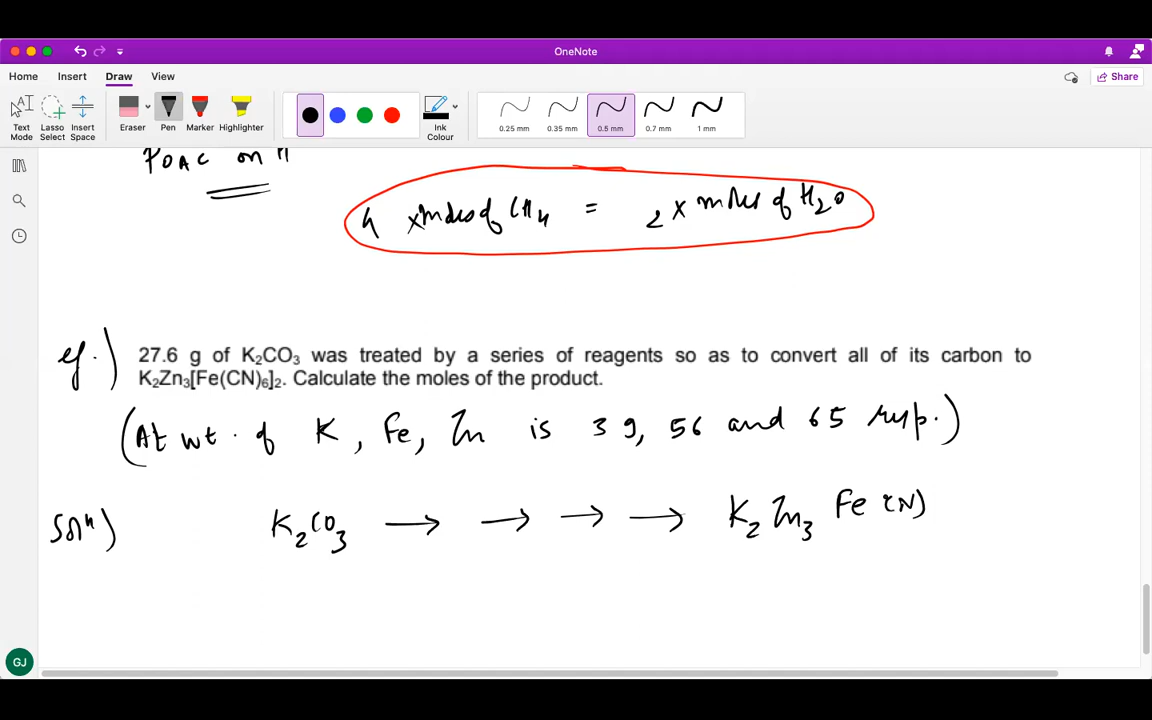 OneNote
Home Insert Draw View
Share
Text Mode
Lasso Select
Insert Space
Eraser
Pen
Marker
Highlighter
Ink Colour
0.25 mm
0.35 mm
0.5 mm
0.7 mm
1 mm
POAC on H
4 x moles of CH4 = 2 x moles of H2O
eg.) 27.6 g of K₂CO₃ was treated by a series of reagents so as to convert all of its carbon to
K₂Zn₃[Fe(CN)₆]₂. Calculate the moles of the product.
(At wt. of K, Fe, Zn is 39, 56 and 65 resp.)
Solⁿ) K₂CO₃ → → → → K₂ Zn₃ Fe (N)
GJ